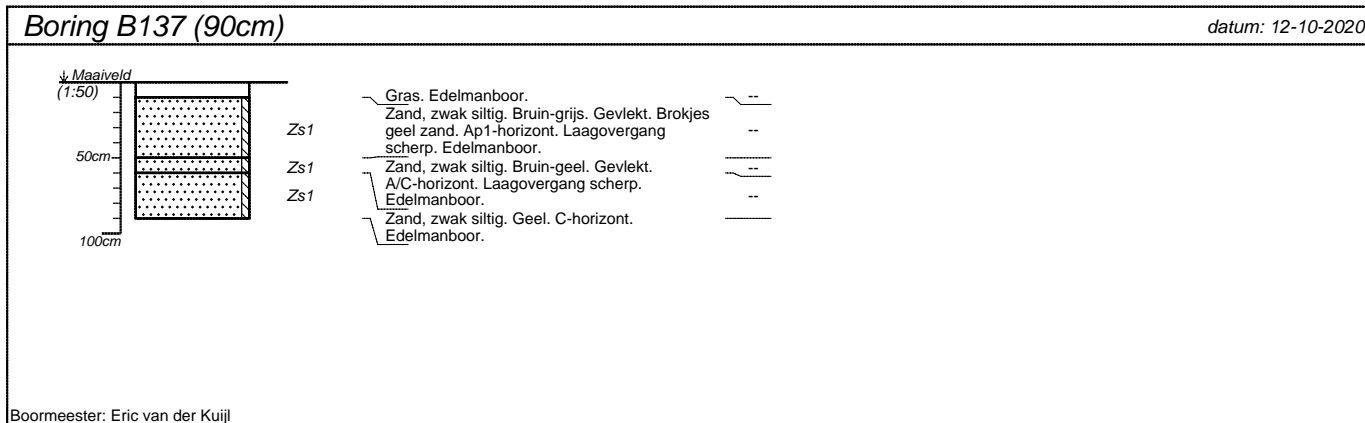 Boring B137 (90cm)
datum: 12-10-2020
Maaiveld
(1:50)
Gras. Edelmanboor.
--
Zand, zwak siltig. Bruin-grijs. Gevlekt. Brokjes
Zs1
geel zand. Ap1-horizont. Laagovergang
--
scherp. Edelmanboor.
50cm
Zs1
Zand, zwak siltig. Bruin-geel. Gevlekt.
--
A/C-horizont. Laagovergang scherp.
Zs1
Edelmanboor.
--
Zand, zwak siltig. Geel. C-horizont.
Edelmanboor.
100cm
Boormeester: Eric van der Kuijl